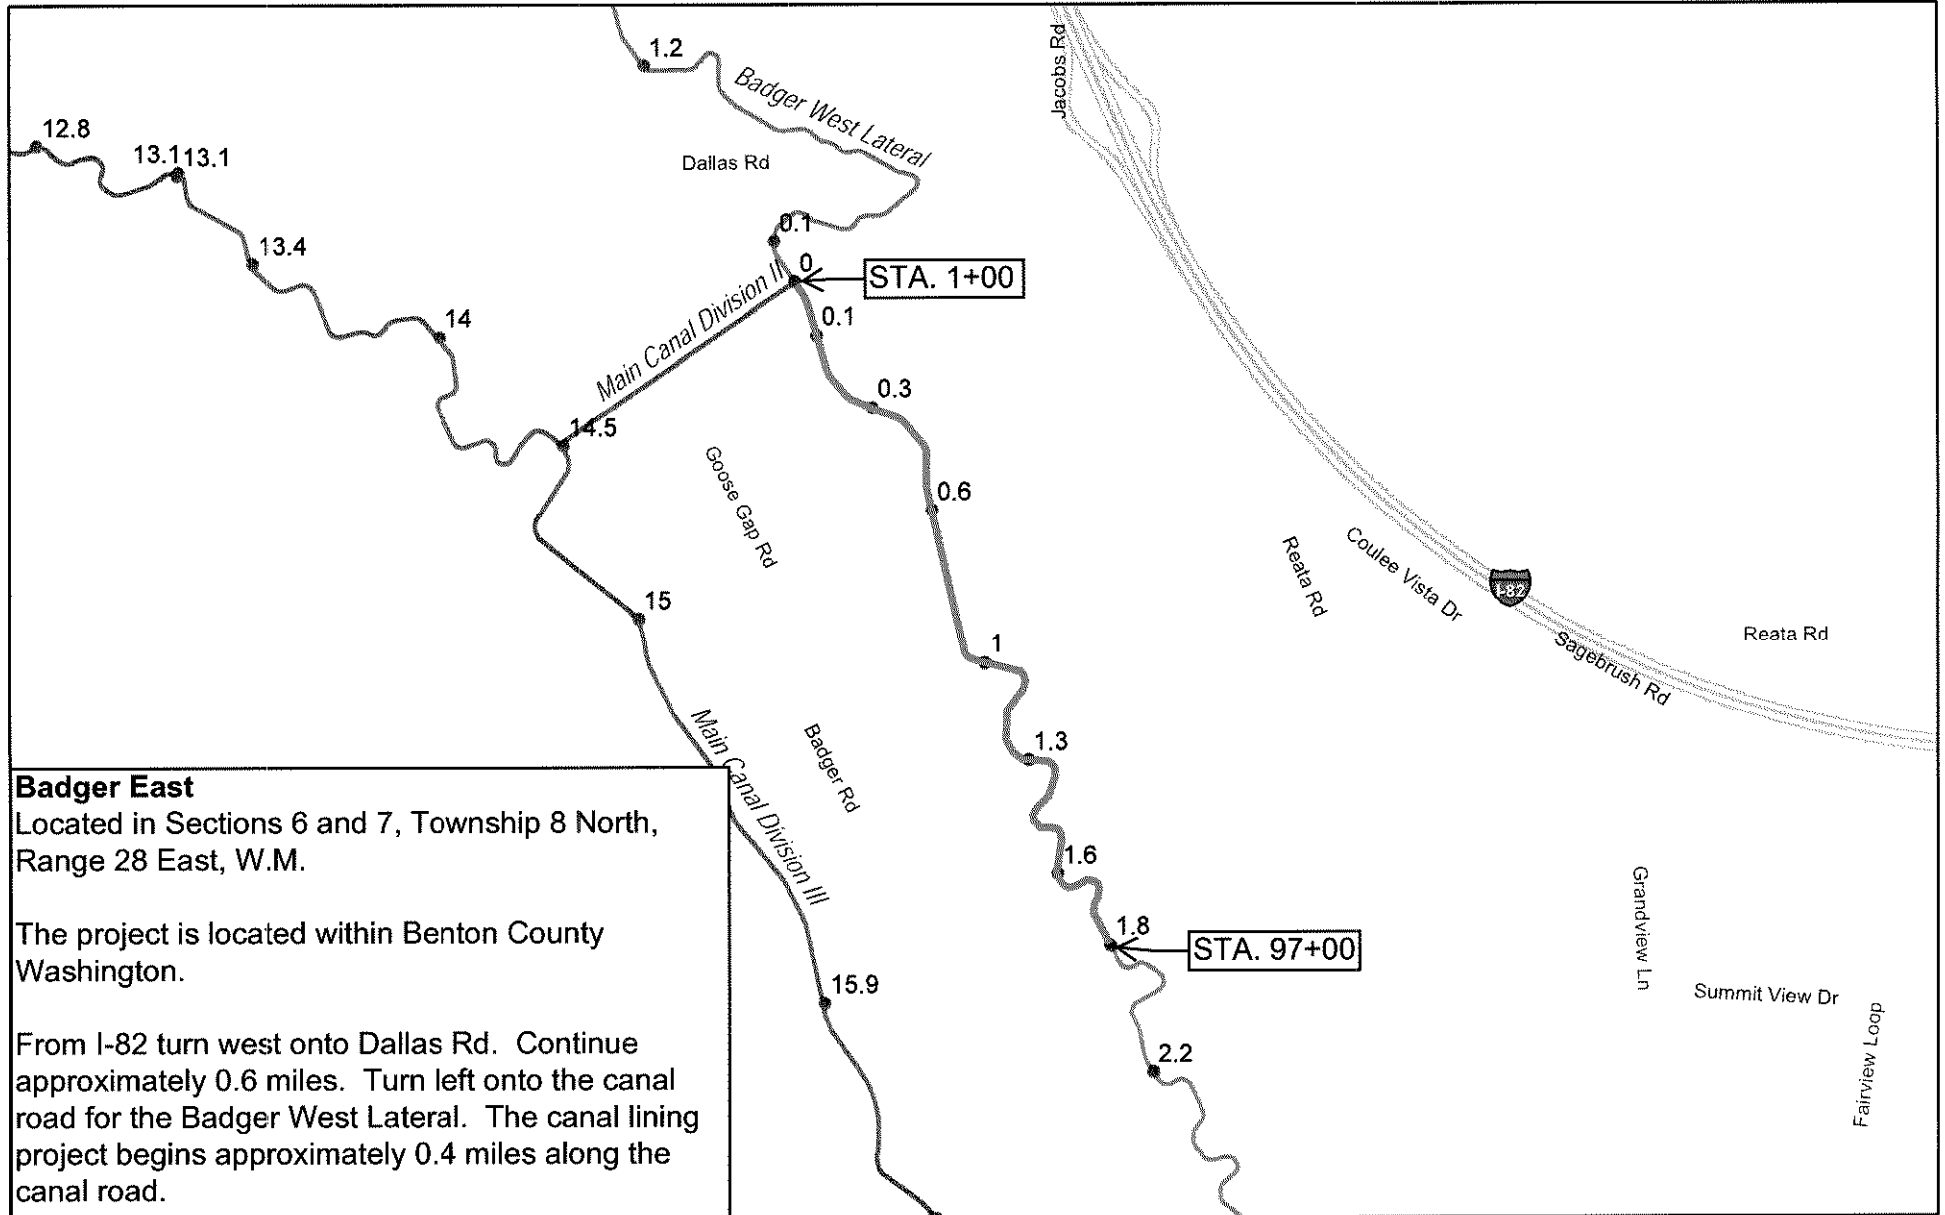 1.2
Jacobs Rd
Badger West Lateral
12.8
13.1
13.1
Dallas Rd
0.1
13.4
0
STA. 1+00
Main Canal Division II
0.1
14
0.3
14.5
Goose Gap Rd
0.6
Reata Rd
Coulee Vista Dr
I-82
15
Sagebrush Rd
Reata Rd
1
Main Canal Division III
Badger Rd
1.3
1.6
Grandview Ln
1.8
STA. 97+00
15.9
Summit View Dr
Fairview Loop
2.2
Badger East
Located in Sections 6 and 7, Township 8 North,
Range 28 East, W.M.
The project is located within Benton County
Washington.
From I-82 turn west onto Dallas Rd. Continue
approximately 0.6 miles. Turn left onto the canal
road for the Badger West Lateral. The canal lining
project begins approximately 0.4 miles along the
canal road.